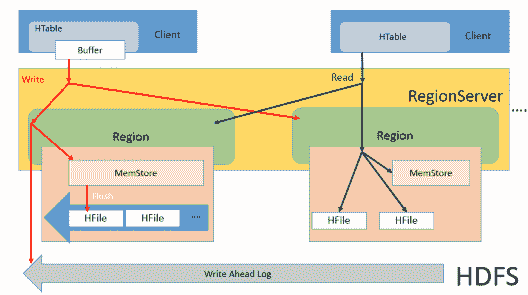 HTable
Client
Buffer
HTable
Client
Write
Read
RegionServer
....
Region
Region
MemStore
MemStore
Flush
HFile
HFile
....
HFile
HFile
Write Ahead Log
HDFS